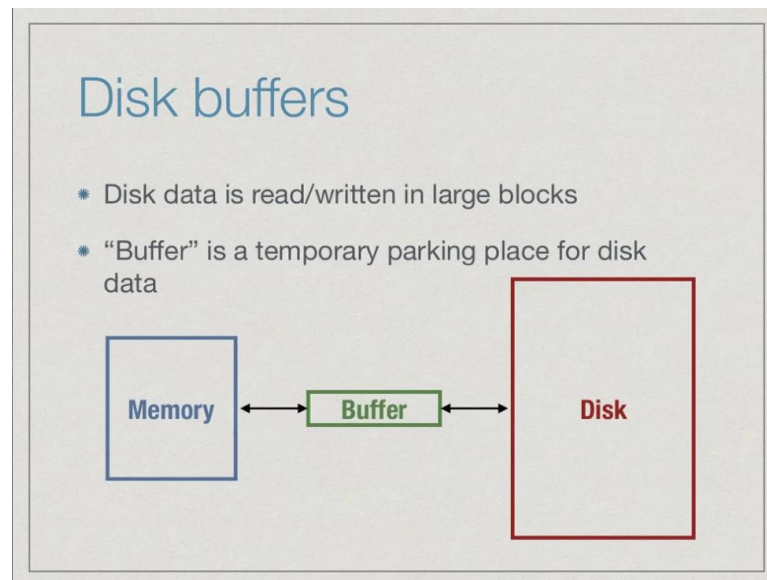 Disk buffers
Disk data is read/written in large blocks
“Buffer” is a temporary parking place for disk
data
Memory
Buffer
Disk